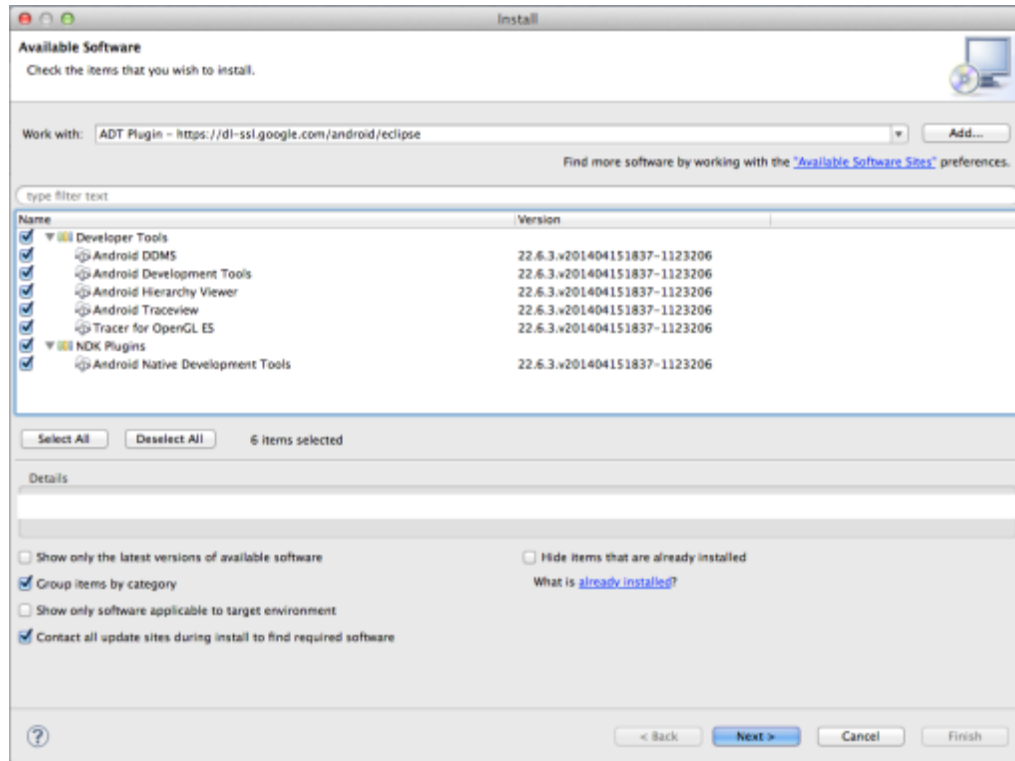 Install
Available Software
Check the items that you wish to install.
Work with: ADT Plugin – https://dl-ssl.google.com/android/eclipse Add...
Find more software by working with the "Available Software Sites" preferences.
type filter text
Name Version
Developer Tools
Android DDMS 22.6.3.v201404151837-1123206
Android Development Tools 22.6.3.v201404151837-1123206
Android Hierarchy Viewer 22.6.3.v201404151837-1123206
Android Traceview 22.6.3.v201404151837-1123206
Tracer for OpenGL ES 22.6.3.v201404151837-1123206
NDK Plugins
Android Native Development Tools 22.6.3.v201404151837-1123206
Select All Deselect All 6 items selected
Details
Show only the latest versions of available software Hide items that are already installed
Group items by category What is already installed?
Show only software applicable to target environment
Contact all update sites during install to find required software
? < Back Next > Cancel Finish